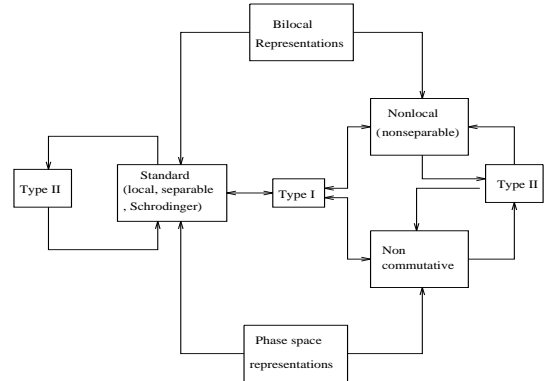 Bilocal
Representations
Nonlocal
(nonseparable)
Type II
Standard
(local, separable
, Schrodinger)
Type I
Type II
Non
commutative
Phase space
representations